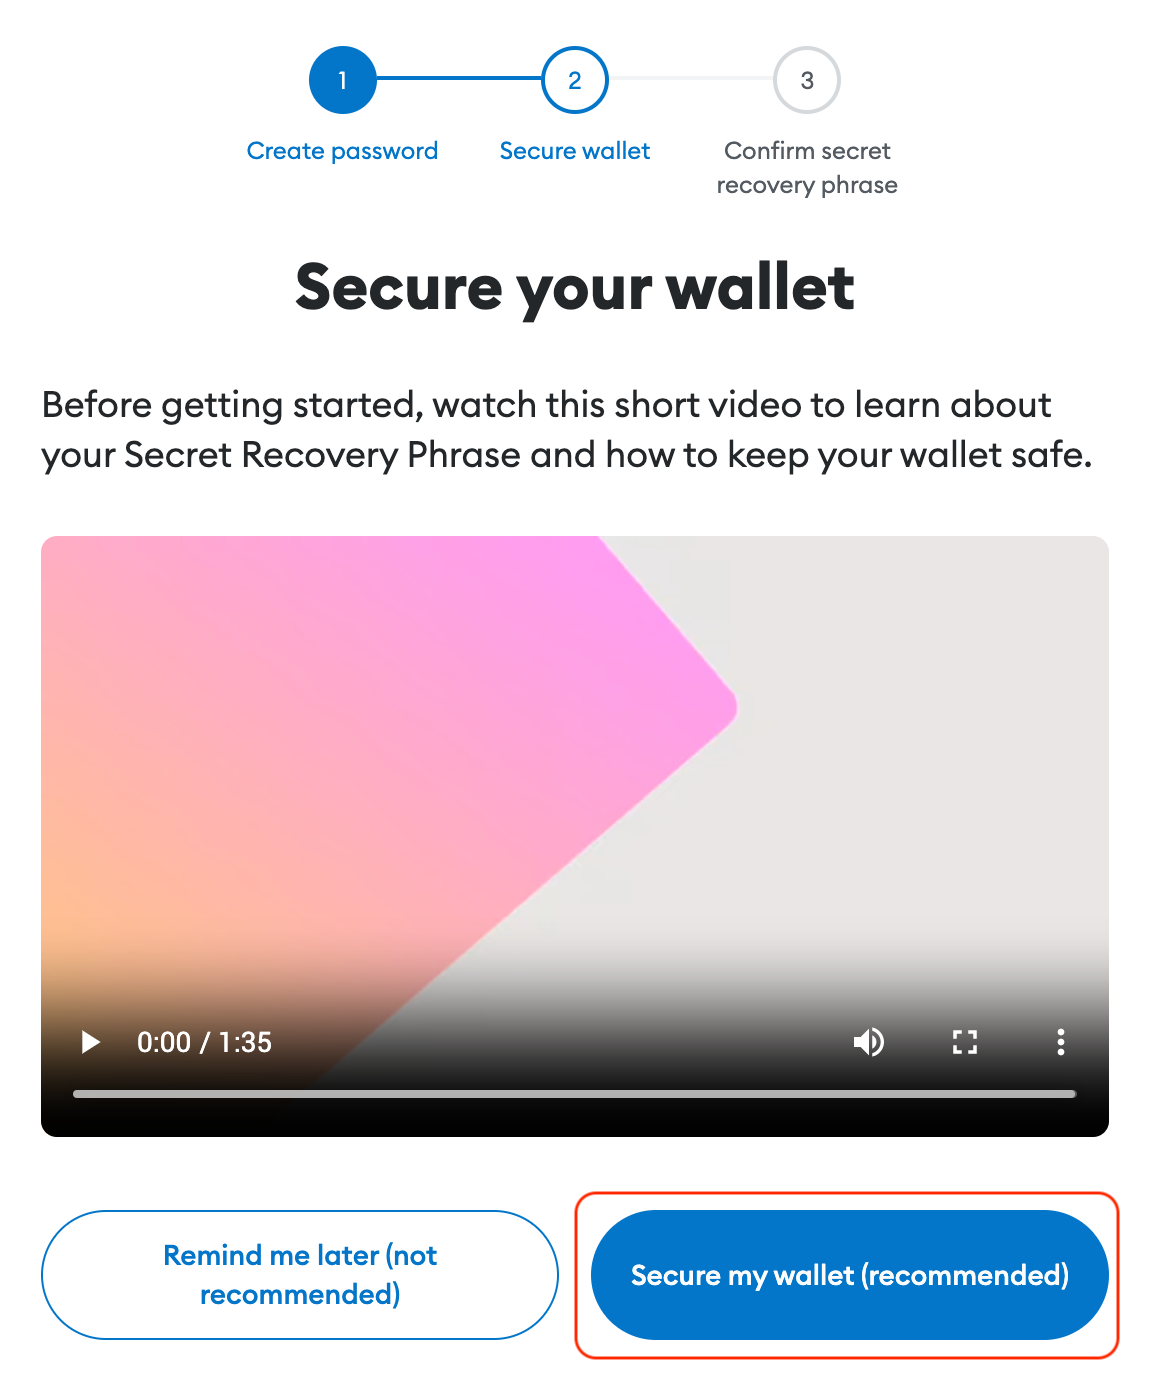 1
2
3
Create password
Secure wallet
Confirm secret
recovery phrase
Secure your wallet
Before getting started, watch this short video to learn about
your Secret Recovery Phrase and how to keep your wallet safe.
0:00 / 1:35
Remind me later (not
recommended)
Secure my wallet (recommended)